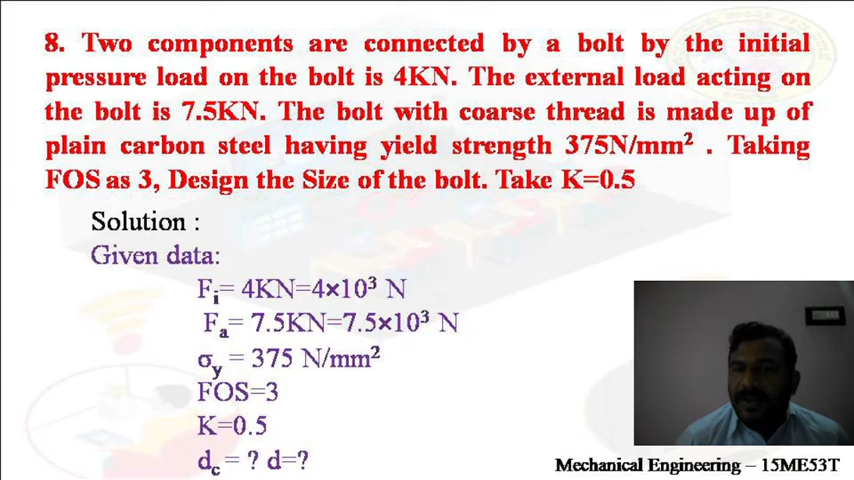 8. Two components are connected by a bolt by the initial
pressure load on the bolt is 4KN. The external load acting on
the bolt is 7.5KN. The bolt with coarse thread is made up of
plain carbon steel having yield strength 375N/mm² . Taking
FOS as 3, Design the Size of the bolt. Take K=0.5
Solution :
Given data:
Fᵢ= 4KN=4×10³ N
Fₐ= 7.5KN=7.5×10³ N
σy = 375 N/mm²
FOS=3
K=0.5
dc = ? d=?
Mechanical Engineering – 15ME53T